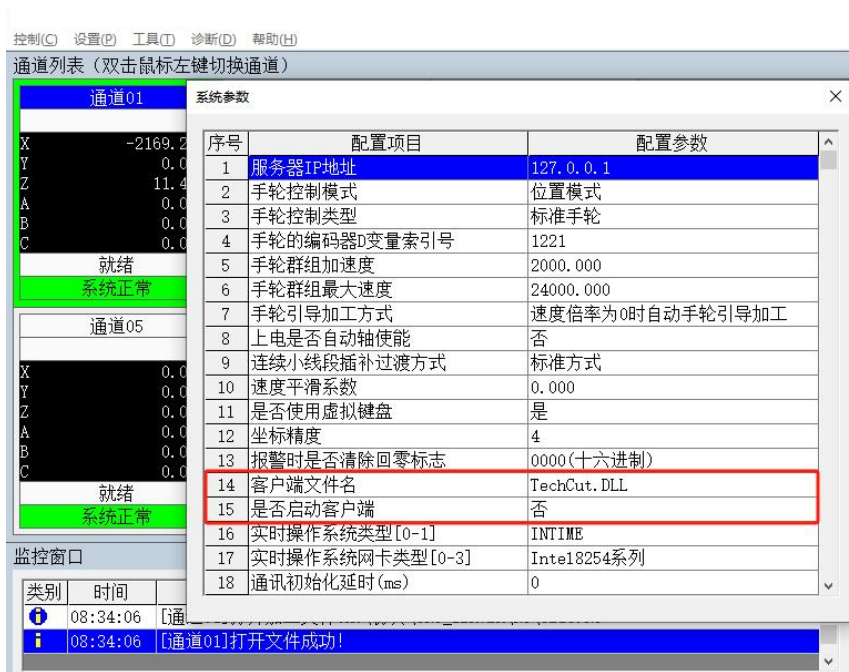 控制(C) 设置(P) 工具(T) 诊断(D) 帮助(H)
通道列表（双击鼠标左键切换通道）
通道01
X -2169.2
Y 0.0
Z 11.4
A 0.0
B 0.0
C 0.0
就绪
系统正常
通道05
X 0.0
Y 0.0
Z 0.0
A 0.0
B 0.0
C 0.0
就绪
系统正常
系统参数
序号 配置项目 配置参数
1 服务器IP地址 127.0.0.1
2 手轮控制模式 位置模式
3 手轮控制类型 标准手轮
4 手轮的编码器D变量索引号 1221
5 手轮群组加速度 2000.000
6 手轮群组最大速度 24000.000
7 手轮引导加工方式 速度倍率为0时自动手轮引导加工
8 上电是否自动轴使能 否
9 连续小线段插补过渡方式 标准方式
10 速度平滑系数 0.000
11 是否使用虚拟键盘 是
12 坐标精度 4
13 报警时是否清除回零标志 0000(十六进制)
14 客户端文件名 TechCut.DLL
15 是否启动客户端 否
16 实时操作系统类型[0-1] INTIME
17 实时操作系统网卡类型[0-3] Intel8254系列
18 通讯初始化延时(ms) 0
监控窗口
类别 时间
08:34:06 [通
08:34:06 [通道01]打开文件成功!